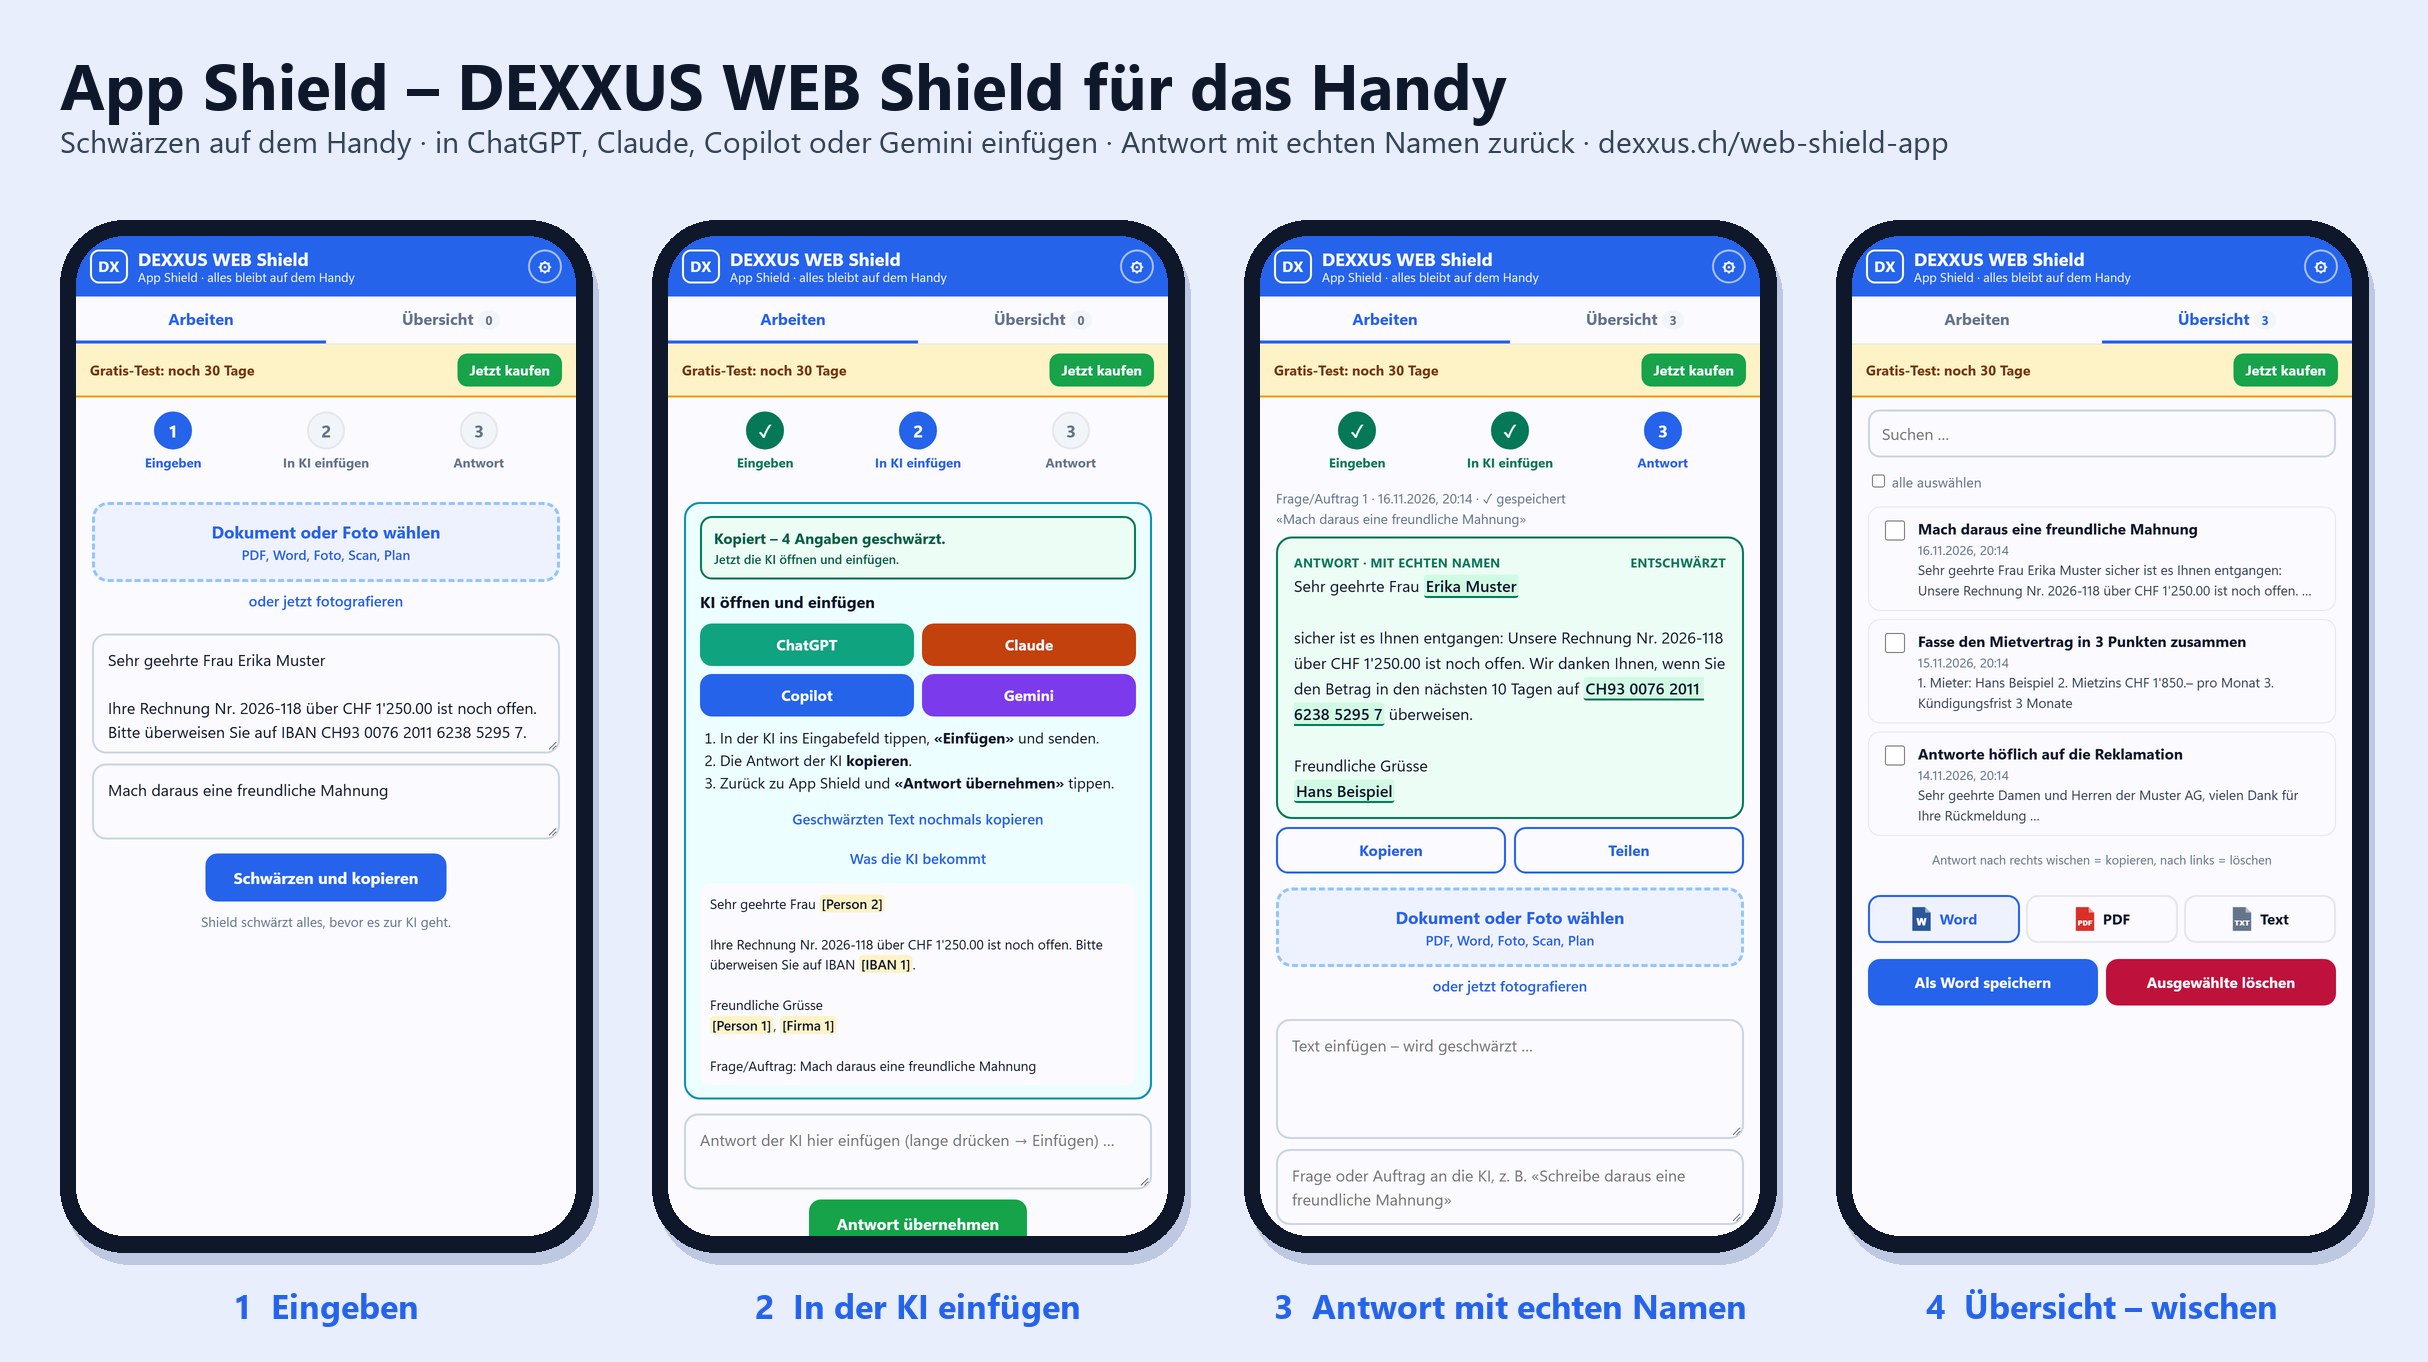 App Shield – DEXXUS WEB Shield für das Handy
Schwärzen auf dem Handy · in ChatGPT, Claude, Copilot oder Gemini einfügen · Antwort mit echten Namen zurück · dexxus.ch/web-shield-app
DX
DEXXUS WEB Shield
App Shield · alles bleibt auf dem Handy
Arbeiten
Übersicht 0
Gratis-Test: noch 30 Tage
Jetzt kaufen
1
2
3
Eingeben
In KI einfügen
Antwort
Dokument oder Foto wählen
PDF, Word, Foto, Scan, Plan
oder jetzt fotografieren
Sehr geehrte Frau Erika Muster
Ihre Rechnung Nr. 2026-118 über CHF 1'250.00 ist noch offen.
Bitte überweisen Sie auf IBAN CH93 0076 2011 6238 5295 7.
Mach daraus eine freundliche Mahnung
Schwärzen und kopieren
Shield schwärzt alles, bevor es zur KI geht.
1 Eingeben
DX
DEXXUS WEB Shield
App Shield · alles bleibt auf dem Handy
Arbeiten
Übersicht 0
Gratis-Test: noch 30 Tage
Jetzt kaufen
✓
2
3
Eingeben
In KI einfügen
Antwort
Kopiert – 4 Angaben geschwärzt.
Jetzt die KI öffnen und einfügen.
KI öffnen und einfügen
ChatGPT
Claude
Copilot
Gemini
1. In der KI ins Eingabefeld tippen, «Einfügen» und senden.
2. Die Antwort der KI kopieren.
3. Zurück zu App Shield und «Antwort übernehmen» tippen.
Geschwärzten Text nochmals kopieren
Was die KI bekommt
Sehr geehrte Frau [Person 2]
Ihre Rechnung Nr. 2026-118 über CHF 1'250.00 ist noch offen. Bitte
überweisen Sie auf IBAN [IBAN 1].
Freundliche Grüsse
[Person 1], [Firma 1]
Frage/Auftrag: Mach daraus eine freundliche Mahnung
Antwort der KI hier einfügen (lange drücken → Einfügen) ...
Antwort übernehmen
2 In der KI einfügen
DX
DEXXUS WEB Shield
App Shield · alles bleibt auf dem Handy
Arbeiten
Übersicht 3
Gratis-Test: noch 30 Tage
Jetzt kaufen
✓
✓
3
Eingeben
In KI einfügen
Antwort
Frage/Auftrag 1 · 16.11.2026, 20:14 · ✓ gespeichert
«Mach daraus eine freundliche Mahnung»
ANTWORT · MIT ECHTEN NAMEN
ENTSCHWÄRZT
Sehr geehrte Frau Erika Muster
sicher ist es Ihnen entgangen: Unsere Rechnung Nr. 2026-118
über CHF 1'250.00 ist noch offen. Wir danken Ihnen, wenn Sie
den Betrag in den nächsten 10 Tagen auf CH93 0076 2011
6238 5295 7 überweisen.
Freundliche Grüsse
Hans Beispiel
Kopieren
Teilen
Dokument oder Foto wählen
PDF, Word, Foto, Scan, Plan
oder jetzt fotografieren
Text einfügen – wird geschwärzt ...
Frage oder Auftrag an die KI, z. B. «Schreibe daraus eine
freundliche Mahnung»
3 Antwort mit echten Namen
DX
DEXXUS WEB Shield
App Shield · alles bleibt auf dem Handy
Arbeiten
Übersicht 3
Gratis-Test: noch 30 Tage
Jetzt kaufen
Suchen ...
alle auswählen
Mach daraus eine freundliche Mahnung
16.11.2026, 20:14
Sehr geehrte Frau Erika Muster sicher ist es Ihnen entgangen:
Unsere Rechnung Nr. 2026-118 über CHF 1'250.00 ist noch offen. ...
Fasse den Mietvertrag in 3 Punkten zusammen
15.11.2026, 20:14
1. Mieter: Hans Beispiel 2. Mietzins CHF 1'850.– pro Monat 3.
Kündigungsfrist 3 Monate
Antworte höflich auf die Reklamation
14.11.2026, 20:14
Sehr geehrte Damen und Herren der Muster AG, vielen Dank für
Ihre Rückmeldung ...
Antwort nach rechts wischen = kopieren, nach links = löschen
W Word
PDF PDF
TXT Text
Als Word speichern
Ausgewählte löschen
4 Übersicht – wischen